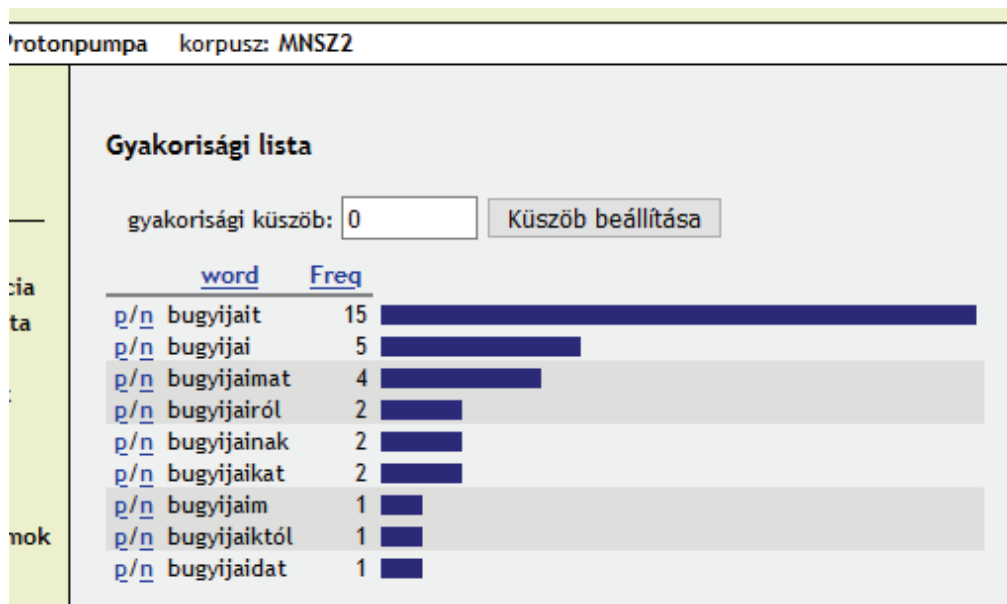 Protonpumpa korpusz: MNSZ2
Gyakorisági lista
gyakorisági küszöb: 0 Küszöb beállítása
word Freq
p/n bugyijait 15
p/n bugyijai 5
p/n bugyijaimat 4
p/n bugyijairól 2
p/n bugyijainak 2
p/n bugyijaikat 2
p/n bugyijaim 1
p/n bugyijaiktól 1
p/n bugyijaidat 1